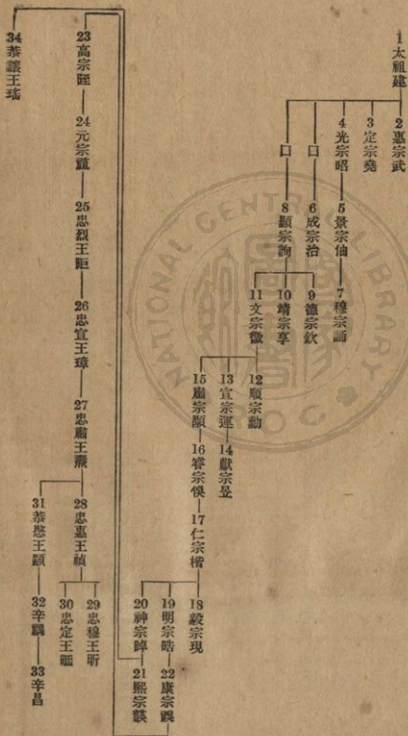 1 太祖建
2 惠宗武
3 定宗堯
4 光宗昭
5 景宗伷
口
6 成宗治
7 穆宗誦
口
8 顯宗詢
9 德宗欽
10 靖宗亨
11 文宗徽
12 順宗勳
13 宣宗運
14 獻宗昱
15 肅宗顒
16 睿宗俁
17 仁宗楷
18 毅宗現
19 明宗晧
20 神宗晫
21 熙宗韺
22 康宗
23 高宗
24 元宗
25 忠烈王
26 忠宣王璋
27 忠肅王燾
28 忠惠王禎
29 忠穆王昕
30 忠定王
31 恭愍王顓
32 辛禑
33 辛昌
34 恭讓王瑤
NATIONAL CENTRAL LIBRARY
R.O.C.